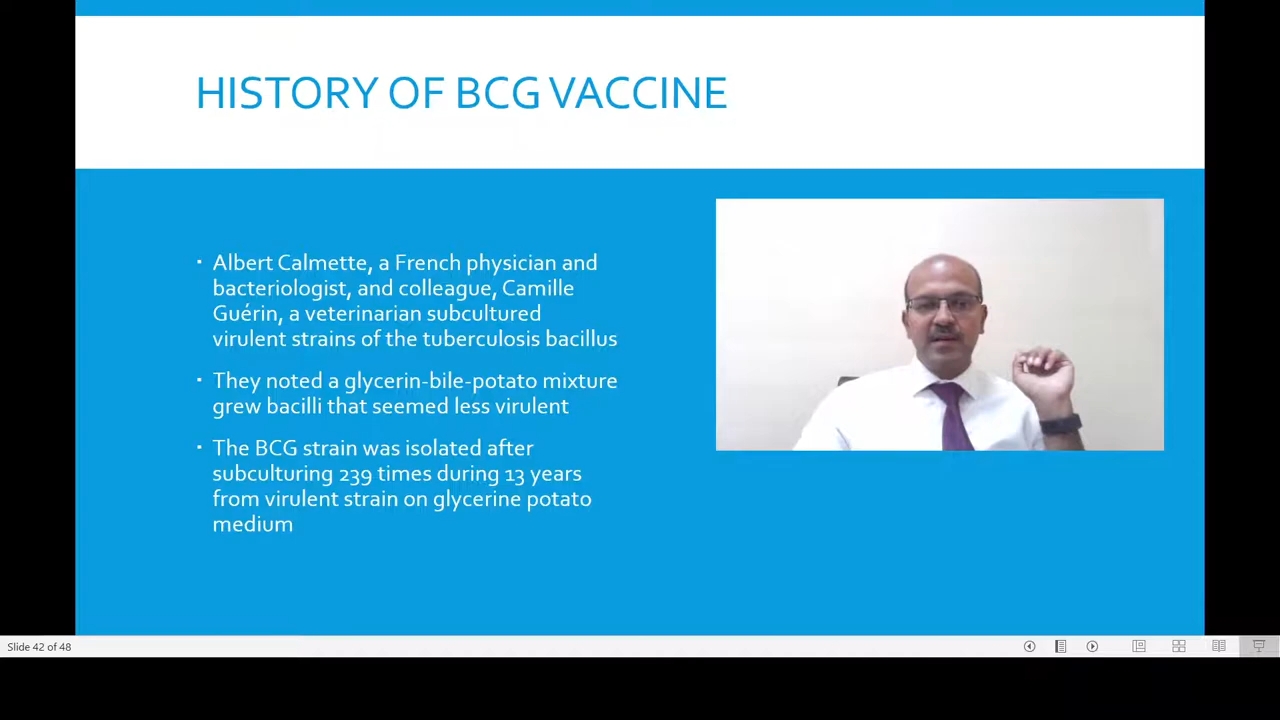 HISTORY OF BCG VACCINE
▪ Albert Calmette, a French physician and
bacteriologist, and colleague, Camille
Guérin, a veterinarian subcultured
virulent strains of the tuberculosis bacillus
▪ They noted a glycerin-bile-potato mixture
grew bacilli that seemed less virulent
▪ The BCG strain was isolated after
subculturing 239 times during 13 years
from virulent strain on glycerine potato
medium
Slide 42 of 48